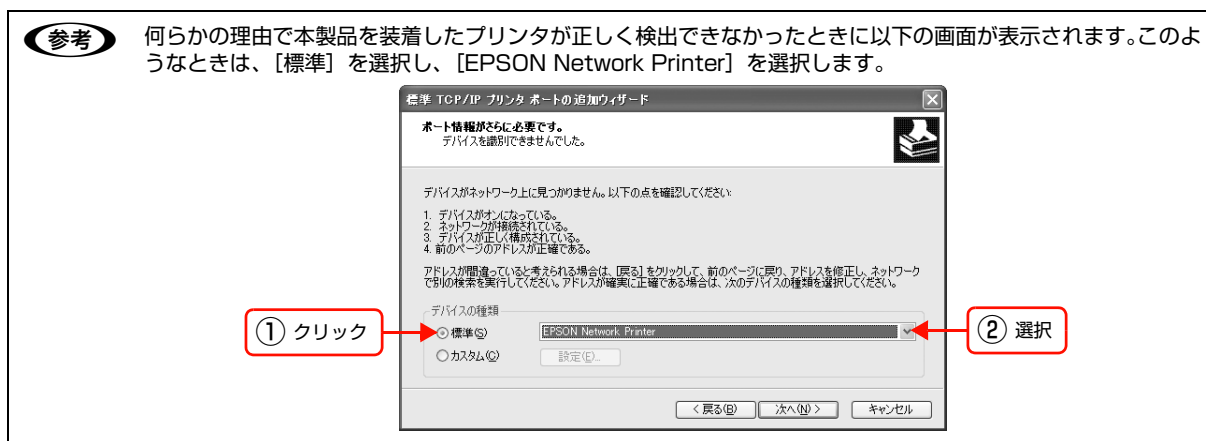 参考
何らかの理由で本製品を装着したプリンタが正しく検出できなかったときに以下の画面が表示されます。このよ
うなときは、［標準］を選択し、［EPSON Network Printer］を選択します。
標準 TCP/IP プリンタ ポートの追加ウィザード
ポート情報がさらに必要です。
デバイスを識別できませんでした。
デバイスがネットワーク上に見つかりません。以下の点を確認してください:
1. デバイスがオンになっている。
2. ネットワークが接続されている。
3. デバイスが正しく構成されている。
4. 前のページのアドレスが正確である。
アドレスが間違っていると考えられる場合は、[戻る] をクリックして、前のページに戻り、アドレスを修正し、ネットワーク
で別の検索を実行してください。アドレスが確実に正確である場合は、次のデバイスの種類を選択してください。
デバイスの種類
① クリック
標準(S)
EPSON Network Printer
② 選択
カスタム(C)
設定(E)...
< 戻る(B)
次へ(N) >
キャンセル